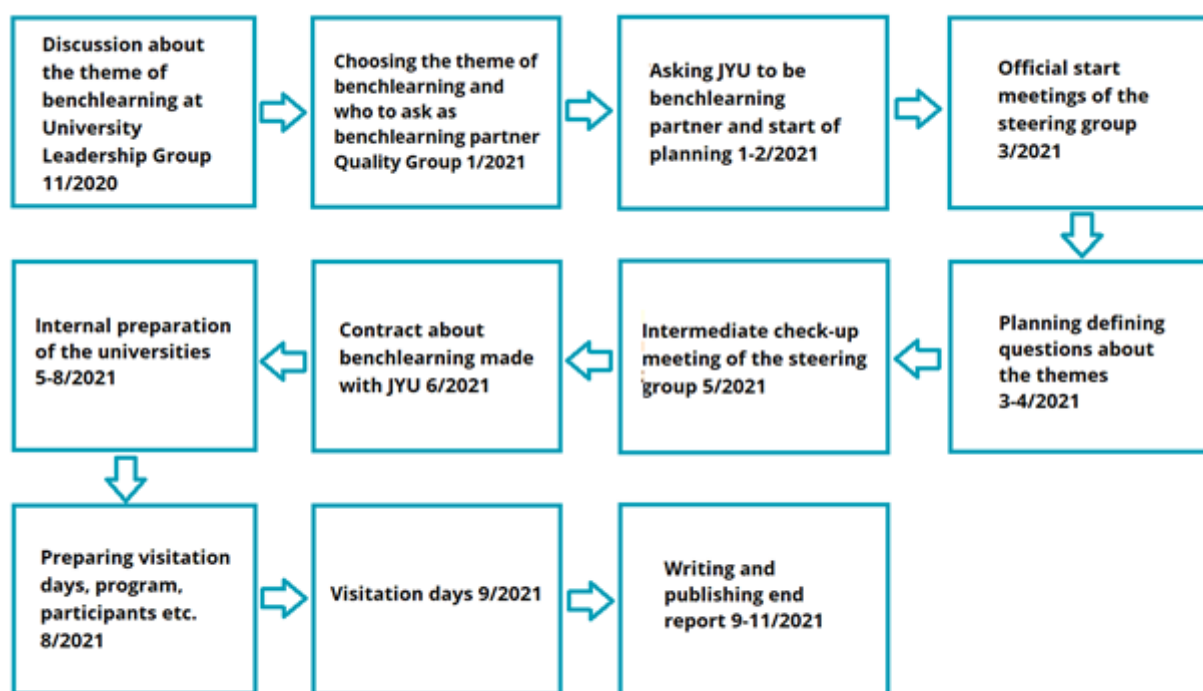 Discussion about
the theme of
benchlearning at
University
Leadership Group
11/2020
Choosing the theme of
benchlearning and
who to ask as
benchlearning partner
Quality Group 1/2021
Asking JYU to be
benchlearning
partner and start of
planning 1-2/2021
Official start
meetings of the
steering group
3/2021
Planning defining
questions about
the themes
3-4/2021
Intermediate check-up
meeting of the steering
group 5/2021
Contract about
benchlearning made
with JYU 6/2021
Internal preparation
of the universities
5-8/2021
Preparing visitation
days, program,
participants etc.
8/2021
Visitation days 9/2021
Writing and
publishing end
report 9-11/2021